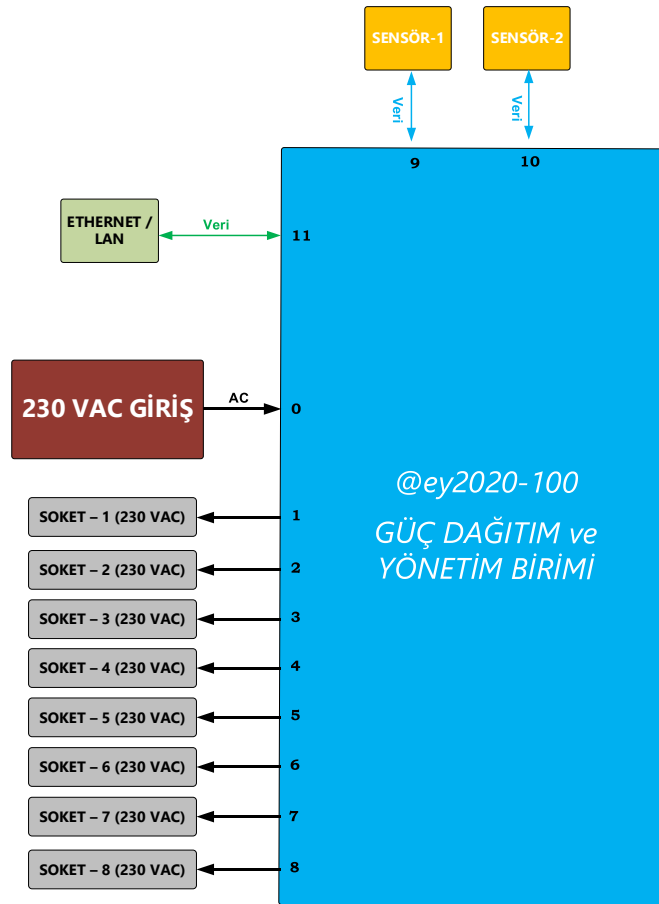 SENSÖR-1
SENSÖR-2
Veri
Veri
9
10
ETHERNET /
LAN
Veri
11
230 VAC GİRİŞ
AC
0
@ey2020-100
GÜÇ DAĞITIM ve
YÖNETİM BİRİMİ
SOKET – 1 (230 VAC)
1
SOKET – 2 (230 VAC)
2
SOKET – 3 (230 VAC)
3
SOKET – 4 (230 VAC)
4
SOKET – 5 (230 VAC)
5
SOKET – 6 (230 VAC)
6
SOKET – 7 (230 VAC)
7
SOKET – 8 (230 VAC)
8